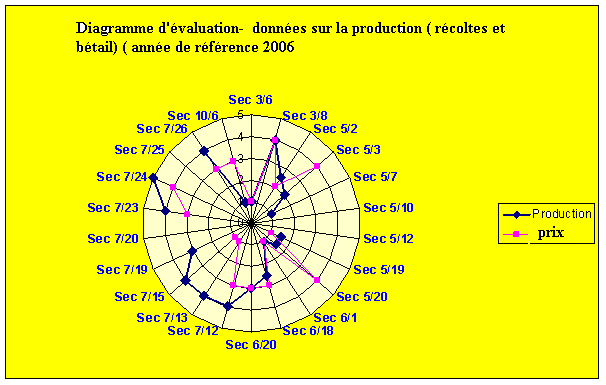 Diagramme d'évaluation-  données sur la production ( récoltes et
bétail) ( année de référence 2006
Sec 3/6
Sec 3/8
Sec 5/2
Sec 5/3
Sec 5/7
Sec 5/10
Sec 5/12
Sec 5/19
Sec 5/20
Sec 6/1
Sec 6/18
Sec 6/20
Sec 7/12
Sec 7/13
Sec 7/15
Sec 7/19
Sec 7/20
Sec 7/23
Sec 7/24
Sec 7/25
Sec 7/26
Sec 10/6
5
4
3
2
Production
prix